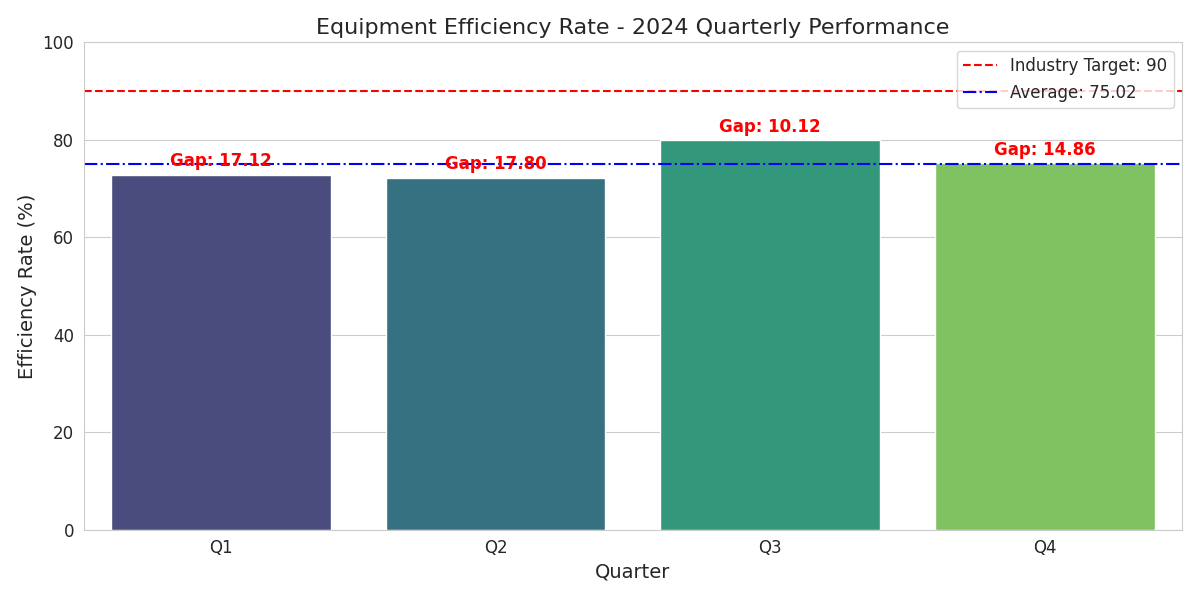 Equipment Efficiency Rate - 2024 Quarterly Performance
Efficiency Rate (%)
100
80
60
40
20
0
Industry Target: 90
Average: 75.02
Gap: 17.12
Gap: 17.80
Gap: 10.12
Gap: 14.86
Q1
Q2
Q3
Q4
Quarter